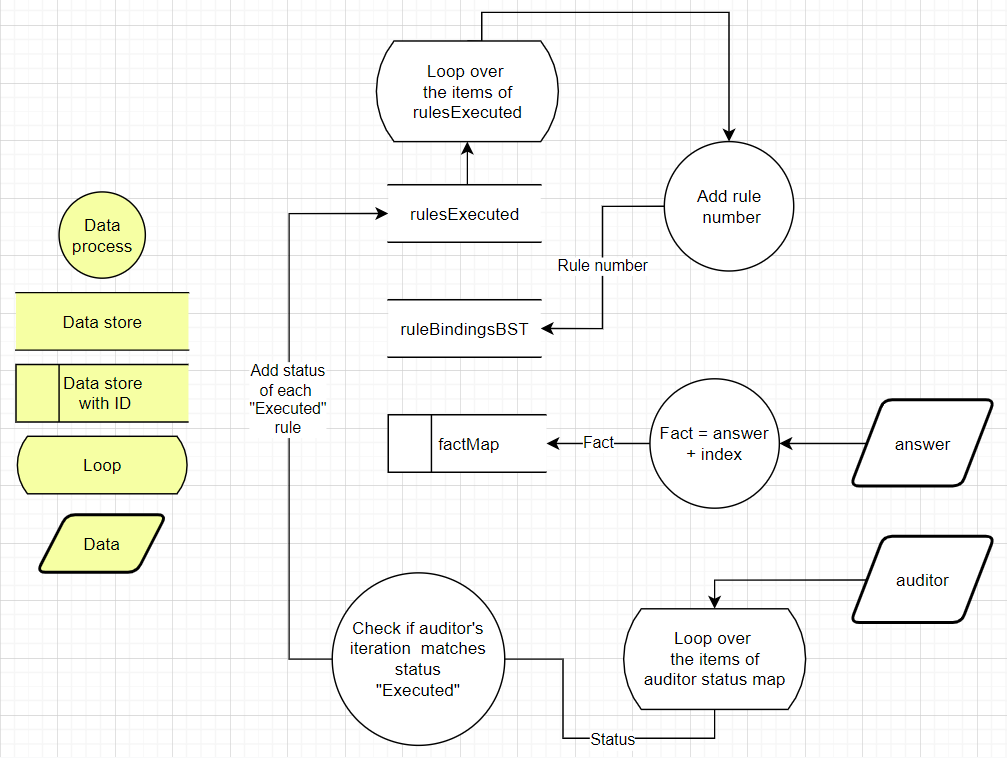 Loop over
the items of
rulesExecuted
Add rule
number
rulesExecuted
Data
process
Rule number
Data store
ruleBindingsBST
Add status
of each
"Executed"
rule
Data store
with ID
factMap
Fact
Fact = answer
+ index
answer
Loop
Data
auditor
Check if auditor's
iteration matches
status
"Executed"
Loop over
the items of
auditor status map
Status